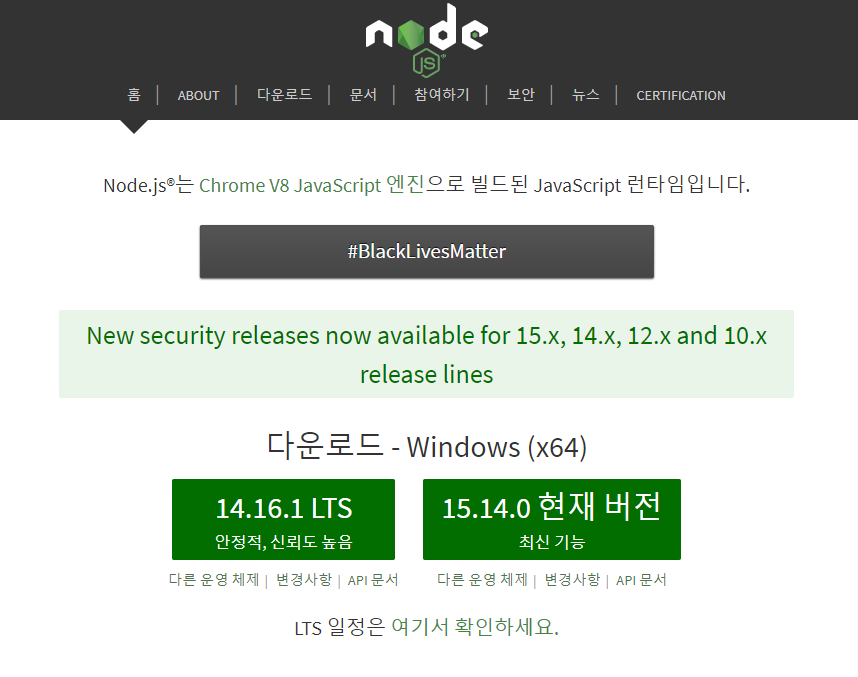 node
JS
홈 | ABOUT | 다운로드 | 문서 | 참여하기 | 보안 | 뉴스 | CERTIFICATION
Node.js®는 Chrome V8 JavaScript 엔진으로 빌드된 JavaScript 런타임입니다.
#BlackLivesMatter
New security releases now available for 15.x, 14.x, 12.x and 10.x
release lines
다운로드 - Windows (x64)
14.16.1 LTS
안정적, 신뢰도 높음
다른 운영 체제 | 변경사항 | API 문서
15.14.0 현재 버전
최신 기능
다른 운영 체제 | 변경사항 | API 문서
LTS 일정은 여기서 확인하세요.